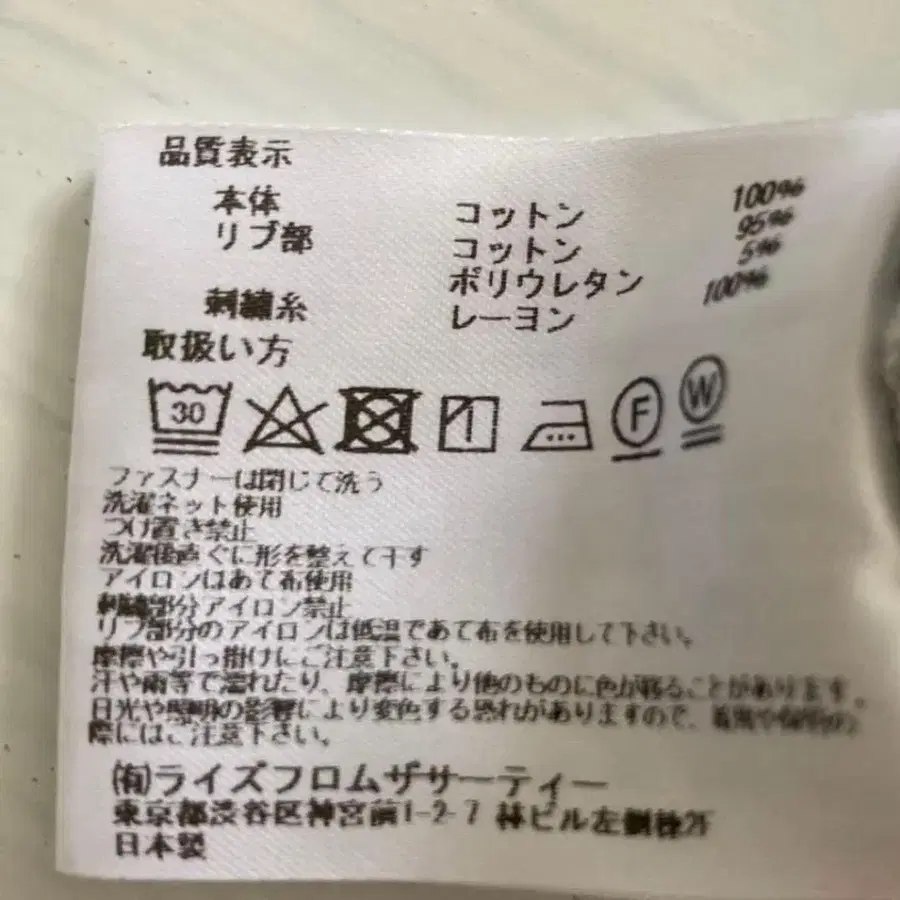 品質表示
本体 コットン 100%
リブ部 コットン 95%
ポリウレタン 5%
刺繍糸 レーヨン 100%
取扱い方
30 F W
ファスナーは閉じて洗う
洗濯ネット使用
つけ置き禁止
洗濯後直ぐに形を整えて干す
アイロンはあて布使用
刺繍部分アイロン禁止
リブ部分のアイロンは低温であて布を使用して下さい。
摩擦や引っ掛けにご注意下さい。
汗や雨等で濡れたり、摩擦により他のものに色が移ることがあります。
日光や照明の影響により変色する恐れがありますので、
際にはご注意下さい。
(有)ライズフロムザサーティー
東京都渋谷区神宮前1-2-7 林ビル左側棟2F
日本製